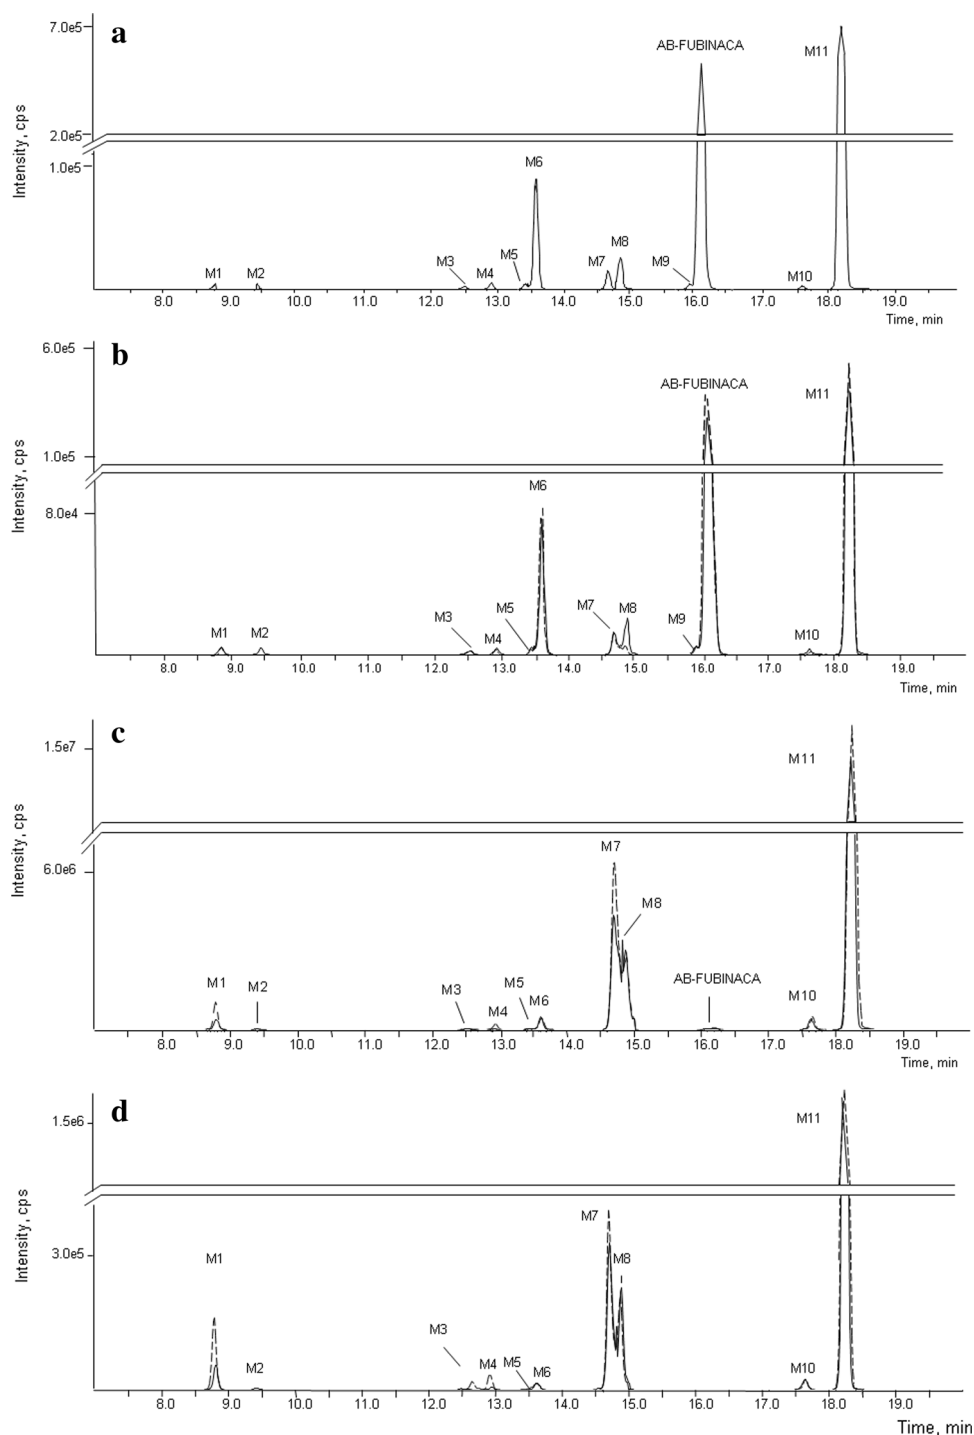 a
7.0e5
AB-FUBINACA
M11
2.0e5
1.0e5
Intensity, cps
M6
M8
M5
M7
M9
M3
M4
M1
M2
M10
8.0 9.0 10.0 11.0 12.0 13.0 14.0 15.0 16.0 17.0 18.0 19.0
Time, min
b
6.0e5
AB-FUBINACA
M11
1.0e5
Intensity, cps
M6
8.0e4
M5
M7
M8
M3
M9
M1
M2
M4
M10
8.0 9.0 10.0 11.0 12.0 13.0 14.0 15.0 16.0 17.0 18.0 19.0
Time, min
c
1.5e7
M11
Intensity, cps
M7
6.0e6
M8
M1
M2
M5
AB-FUBINACA
M3
M6
M10
M4
8.0 9.0 10.0 11.0 12.0 13.0 14.0 15.0 16.0 17.0 18.0 19.0
Time, min
d
1.5e6
M11
Intensity, cps
M7
3.0e5
M1
M8
M3
M2
M4
M5
M6
M10
8.0 9.0 10.0 11.0 12.0 13.0 14.0 15.0 16.0 17.0 18.0 19.0
Time, min